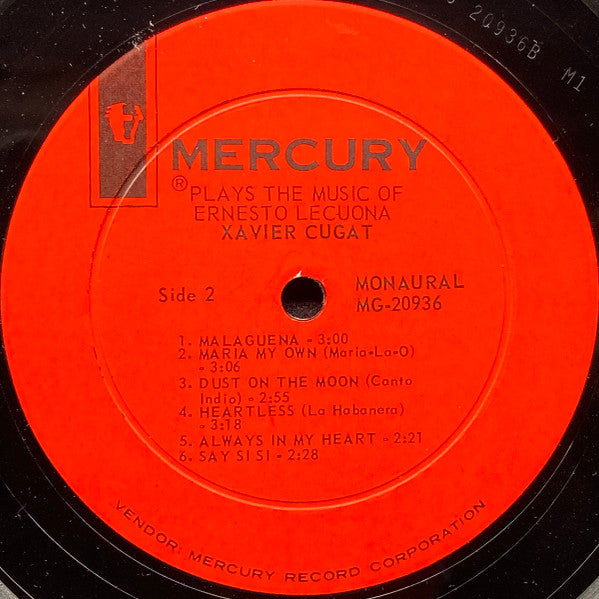 20936B M1
MERCURY
®
PLAYS THE MUSIC OF
ERNESTO LECUONA
XAVIER CUGAT
Side 2
MONAURAL
MG-20936
1. MALAGUENA - 3:00
2. MARIA MY OWN (Maria-La-O)
- 3:06
3. DUST ON THE MOON (Canto
Indio) - 2:55
4. HEARTLESS (La Habanera)
- 3:18
5. ALWAYS IN MY HEART - 2:21
6. SAY SI SI - 2:28
VENDOR: MERCURY RECORD CORPORATION